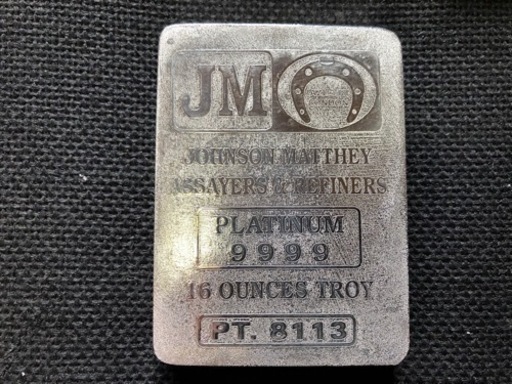 JM
JOHNSON MATTHEY
ASSAYERS & REFINERS
PLATINUM
9999
16 OUNCES TROY
PT. 8113